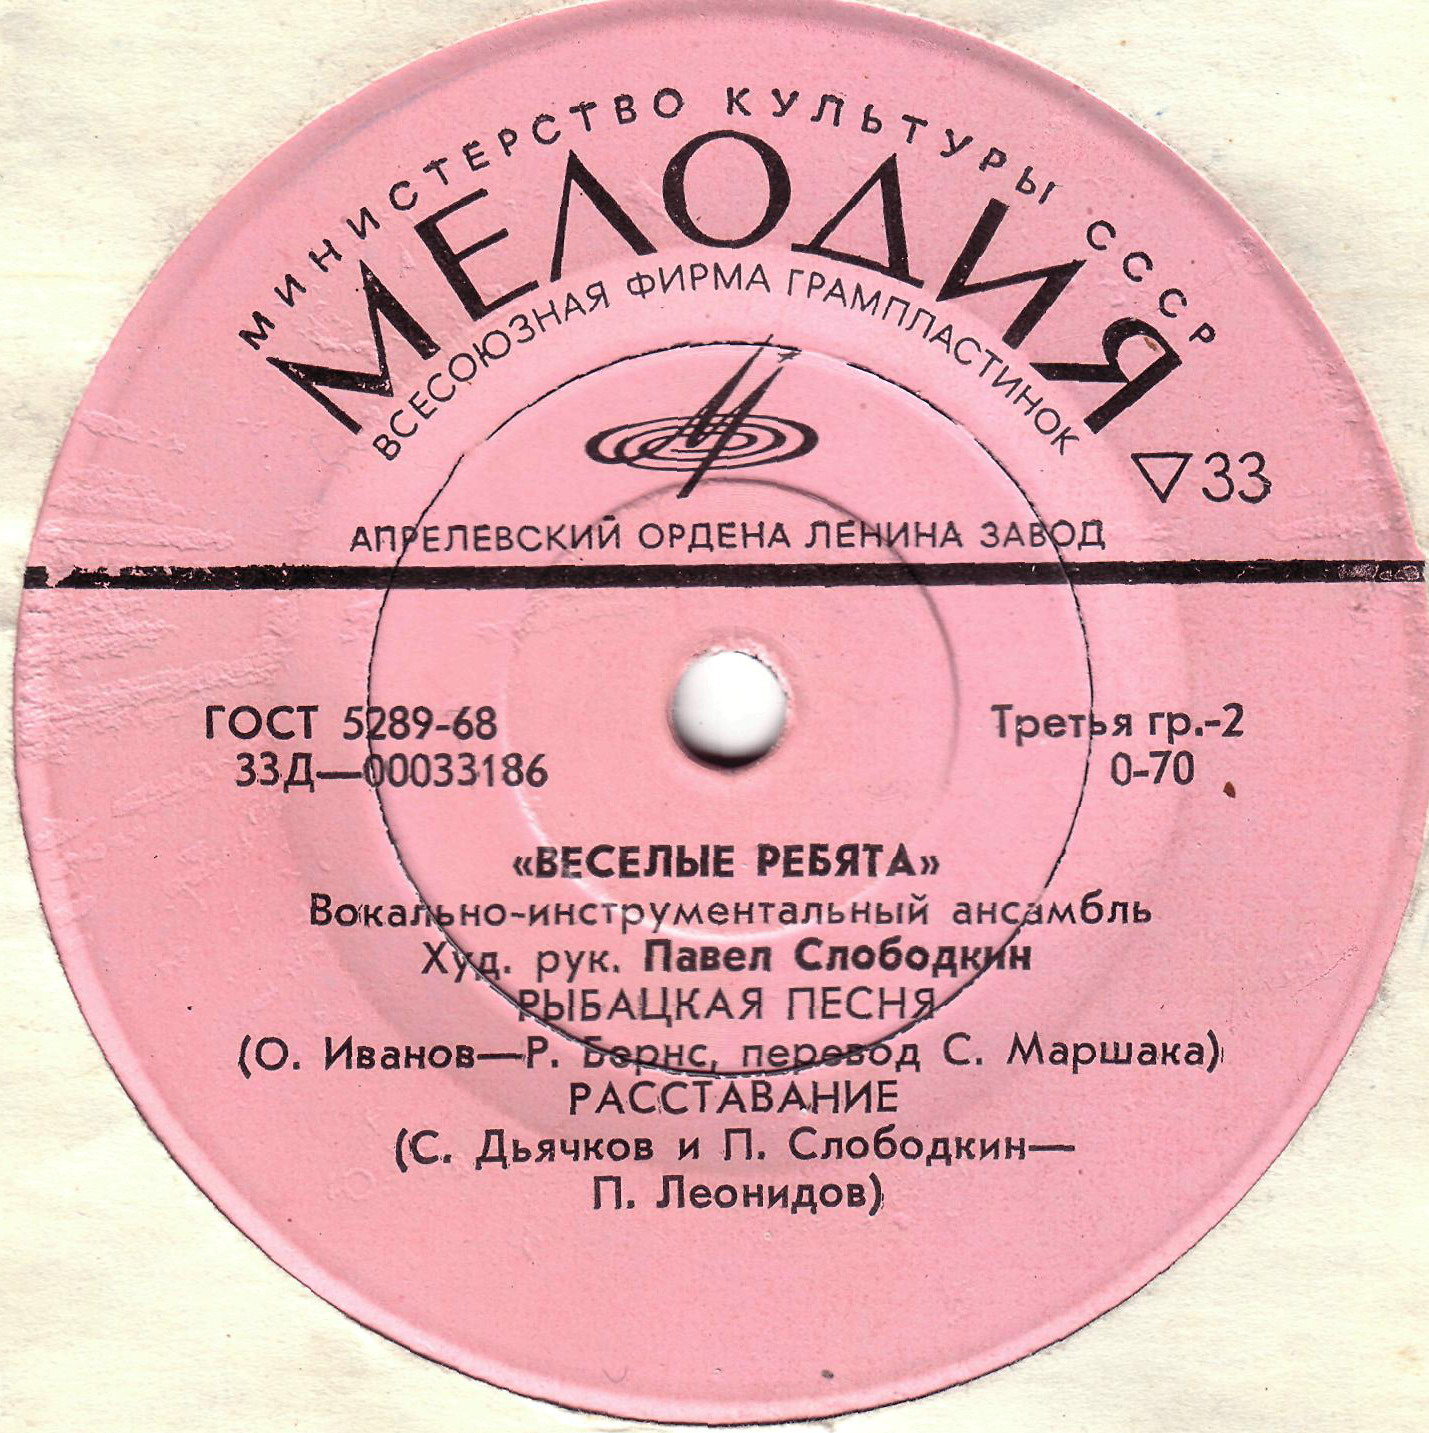 МИНИСТЕРСТВО КУЛЬТУРЫ СССР
МЕЛОДИЯ
ВСЕСОЮЗНАЯ ФИРМА ГРАМПЛАСТИНОК
▽33
АПРЕЛЕВСКИЙ ОРДЕНА ЛЕНИНА ЗАВОД
ГОСТ 5289-68 Третья гр.-2
33Д—00033186 0-70
«ВЕСЕЛЫЕ РЕБЯТА»
Вокально-инструментальный ансамбль
Худ. рук. Павел Слободкин
РЫБАЦКАЯ ПЕСНЯ
(О. Иванов—Р. Бернс, перевод С. Маршака)
РАССТАВАНИЕ
(С. Дьячков и П. Слободкин—
П. Леонидов)